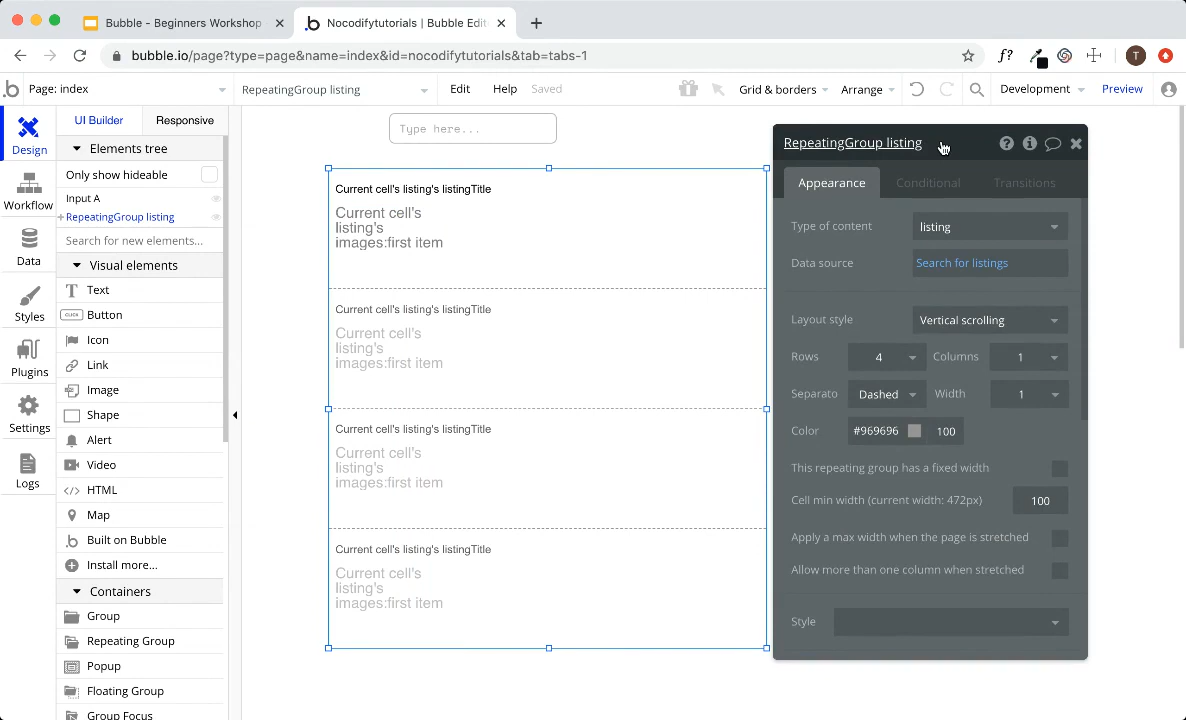 Bubble - Beginners Workshop
Nocodifytutorials | Bubble Edit
bubble.io/page?type=page&name=index&id=nocodifytutorials&tab=tabs-1
f?
T
Page: index
RepeatingGroup listing
Edit
Help
Saved
Grid & borders
Arrange
Development
Preview
Design
Workflow
Data
Styles
Plugins
Settings
Logs
UI Builder
Responsive
Elements tree
Only show hideable
Input A
RepeatingGroup listing
Search for new elements...
Visual elements
Text
CLICK Button
Icon
Link
Image
Shape
Alert
Video
HTML
Map
Built on Bubble
Install more...
Containers
Group
Repeating Group
Popup
Floating Group
Group Focus
Type here...
Current cell's listing's listingTitle
Current cell's
listing's
images:first item
Current cell's listing's listingTitle
Current cell's
listing's
images:first item
Current cell's listing's listingTitle
Current cell's
listing's
images:first item
Current cell's listing's listingTitle
Current cell's
listing's
images:first item
RepeatingGroup listing
Appearance
Conditional
Transitions
Type of content
listing
Data source
Search for listings
Layout style
Vertical scrolling
Rows
4
Columns
1
Separato
Dashed
Width
1
Color
#969696
100
This repeating group has a fixed width
Cell min width (current width: 472px)
100
Apply a max width when the page is stretched
Allow more than one column when stretched
Style